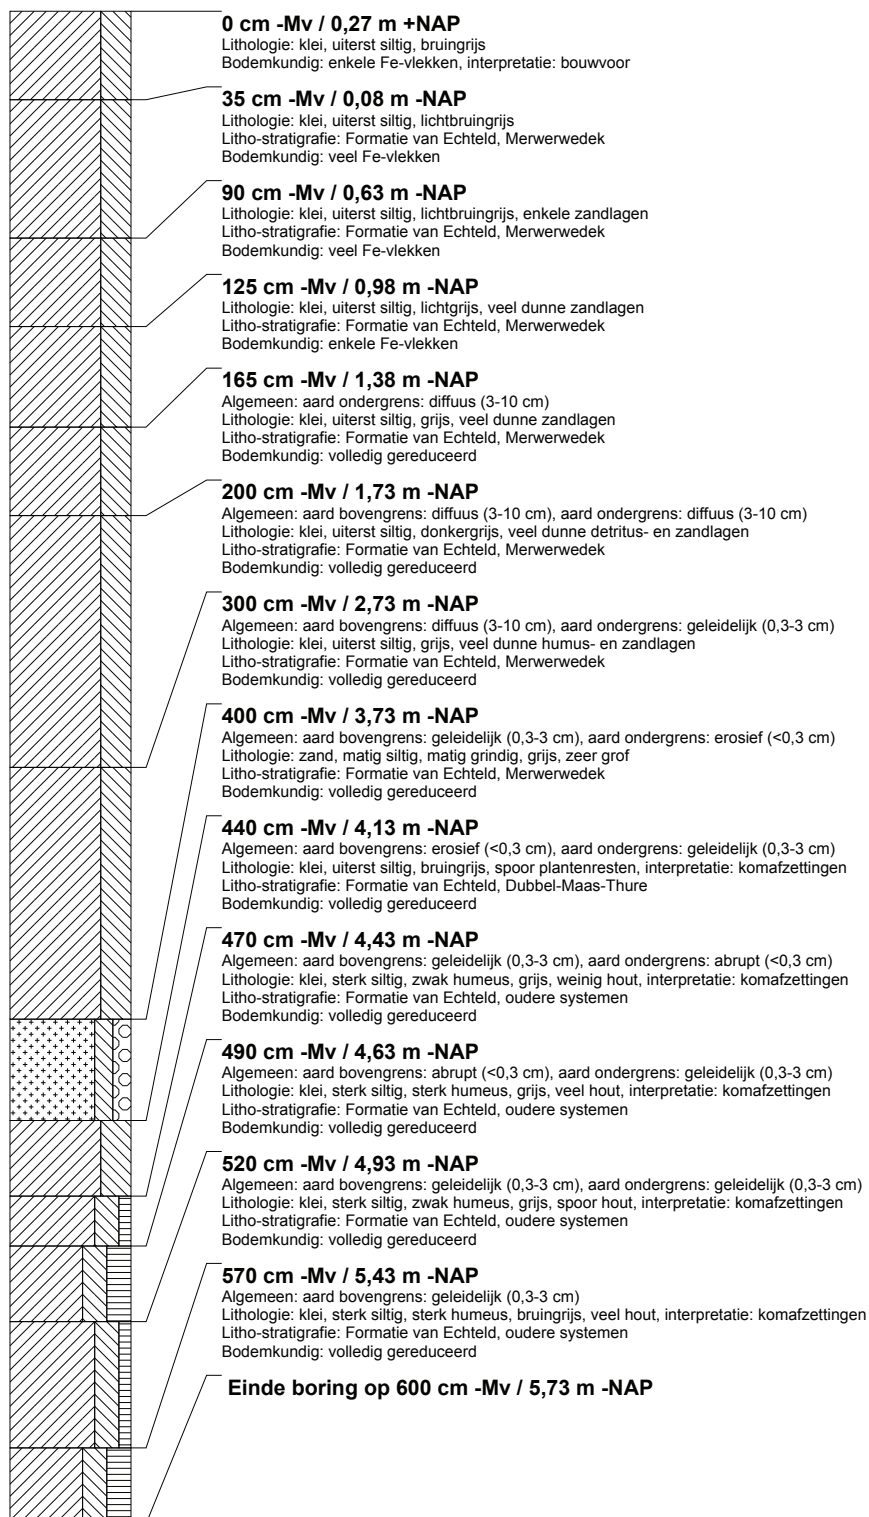 0 cm -Mv / 0,27 m +NAP
Lithologie: klei, uiterst siltig, bruingrijs
Bodemkundig: enkele Fe-vlekken, interpretatie: bouwvoor
35 cm -Mv / 0,08 m -NAP
Lithologie: klei, uiterst siltig, lichtbruingrijs
Litho-stratigrafie: Formatie van Echteld, Merwerwedek
Bodemkundig: veel Fe-vlekken
90 cm -Mv / 0,63 m -NAP
Lithologie: klei, uiterst siltig, lichtbruingrijs, enkele zandlagen
Litho-stratigrafie: Formatie van Echteld, Merwerwedek
Bodemkundig: veel Fe-vlekken
125 cm -Mv / 0,98 m -NAP
Lithologie: klei, uiterst siltig, lichtgrijs, veel dunne zandlagen
Litho-stratigrafie: Formatie van Echteld, Merwerwedek
Bodemkundig: enkele Fe-vlekken
165 cm -Mv / 1,38 m -NAP
Algemeen: aard ondergrens: diffuus (3-10 cm)
Lithologie: klei, uiterst siltig, grijs, veel dunne zandlagen
Litho-stratigrafie: Formatie van Echteld, Merwerwedek
Bodemkundig: volledig gereduceerd
200 cm -Mv / 1,73 m -NAP
Algemeen: aard bovengrens: diffuus (3-10 cm), aard ondergrens: diffuus (3-10 cm)
Lithologie: klei, uiterst siltig, donkergrijs, veel dunne detritus- en zandlagen
Litho-stratigrafie: Formatie van Echteld, Merwerwedek
Bodemkundig: volledig gereduceerd
300 cm -Mv / 2,73 m -NAP
Algemeen: aard bovengrens: diffuus (3-10 cm), aard ondergrens: geleidelijk (0,3-3 cm)
Lithologie: klei, uiterst siltig, grijs, veel dunne humus- en zandlagen
Litho-stratigrafie: Formatie van Echteld, Merwerwedek
Bodemkundig: volledig gereduceerd
400 cm -Mv / 3,73 m -NAP
Algemeen: aard bovengrens: geleidelijk (0,3-3 cm), aard ondergrens: erosief (<0,3 cm)
Lithologie: zand, matig siltig, matig grindig, grijs, zeer grof
Litho-stratigrafie: Formatie van Echteld, Merwerwedek
Bodemkundig: volledig gereduceerd
440 cm -Mv / 4,13 m -NAP
Algemeen: aard bovengrens: erosief (<0,3 cm), aard ondergrens: geleidelijk (0,3-3 cm)
Lithologie: klei, uiterst siltig, bruingrijs, spoor plantenresten, interpretatie: komafzettingen
Litho-stratigrafie: Formatie van Echteld, Dubbel-Maas-Thure
Bodemkundig: volledig gereduceerd
470 cm -Mv / 4,43 m -NAP
Algemeen: aard bovengrens: geleidelijk (0,3-3 cm), aard ondergrens: abrupt (<0,3 cm)
Lithologie: klei, sterk siltig, zwak humeus, grijs, weinig hout, interpretatie: komafzettingen
Litho-stratigrafie: Formatie van Echteld, oudere systemen
Bodemkundig: volledig gereduceerd
490 cm -Mv / 4,63 m -NAP
Algemeen: aard bovengrens: abrupt (<0,3 cm), aard ondergrens: geleidelijk (0,3-3 cm)
Lithologie: klei, sterk siltig, sterk humeus, grijs, veel hout, interpretatie: komafzettingen
Litho-stratigrafie: Formatie van Echteld, oudere systemen
Bodemkundig: volledig gereduceerd
520 cm -Mv / 4,93 m -NAP
Algemeen: aard bovengrens: geleidelijk (0,3-3 cm), aard ondergrens: geleidelijk (0,3-3 cm)
Lithologie: klei, sterk siltig, zwak humeus, grijs, spoor hout, interpretatie: komafzettingen
Litho-stratigrafie: Formatie van Echteld, oudere systemen
Bodemkundig: volledig gereduceerd
570 cm -Mv / 5,43 m -NAP
Algemeen: aard bovengrens: geleidelijk (0,3-3 cm)
Lithologie: klei, sterk siltig, sterk humeus, bruingrijs, veel hout, interpretatie: komafzettingen
Litho-stratigrafie: Formatie van Echteld, oudere systemen
Bodemkundig: volledig gereduceerd
Einde boring op 600 cm -Mv / 5,73 m -NAP